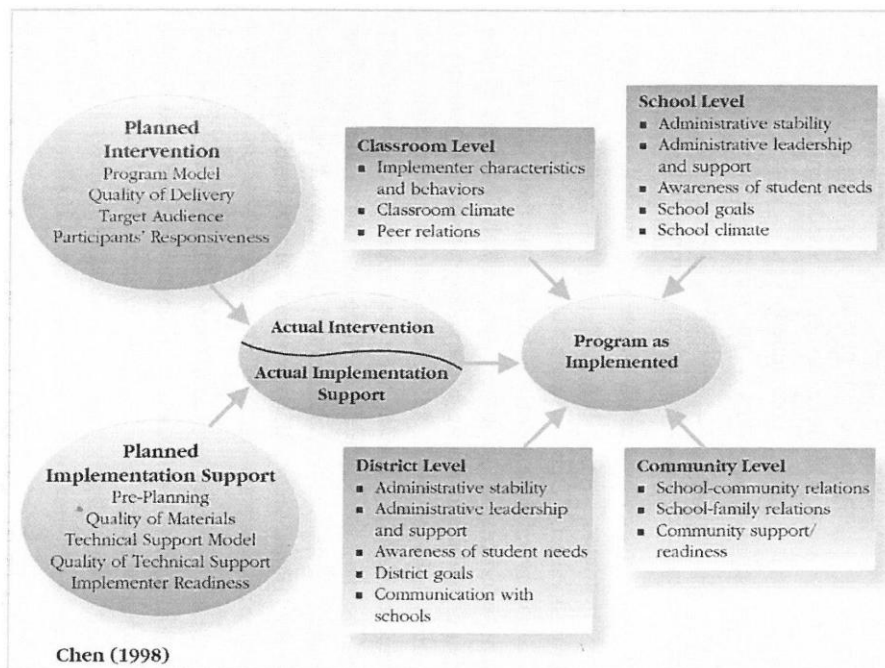 Planned
Intervention
Program Model
Quality of Delivery
Target Audience
Participants' Responsiveness
Classroom Level
▪ Implementer characteristics
and behaviors
▪ Classroom climate
▪ Peer relations
School Level
▪ Administrative stability
▪ Administrative leadership
and support
▪ Awareness of student needs
▪ School goals
▪ School climate
Actual Intervention
Actual Implementation
Support
Program as
Implemented
Planned
Implementation Support
Pre-Planning
Quality of Materials
Technical Support Model
Quality of Technical Support
Implementer Readiness
District Level
▪ Administrative stability
▪ Administrative leadership
and support
▪ Awareness of student needs
▪ District goals
▪ Communication with
schools
Community Level
▪ School-community relations
▪ School-family relations
▪ Community support/
readiness
Chen (1998)